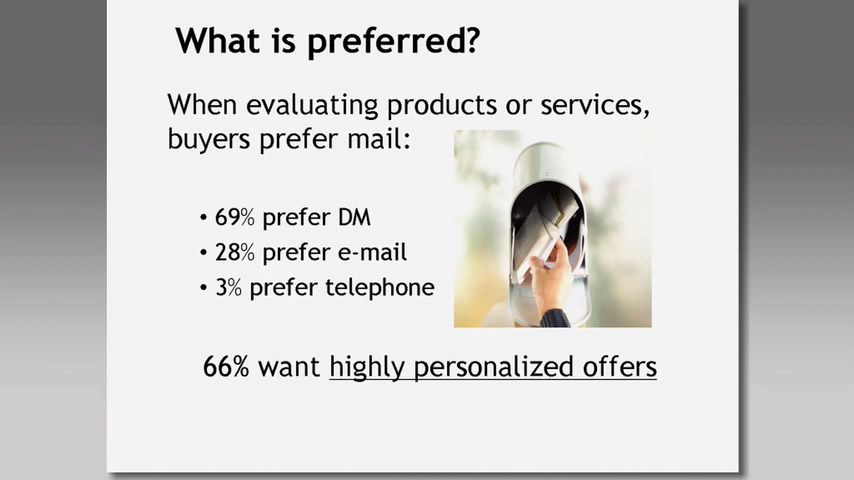 What is preferred?
When evaluating products or services,
buyers prefer mail:
• 69% prefer DM
• 28% prefer e-mail
• 3% prefer telephone
66% want highly personalized offers